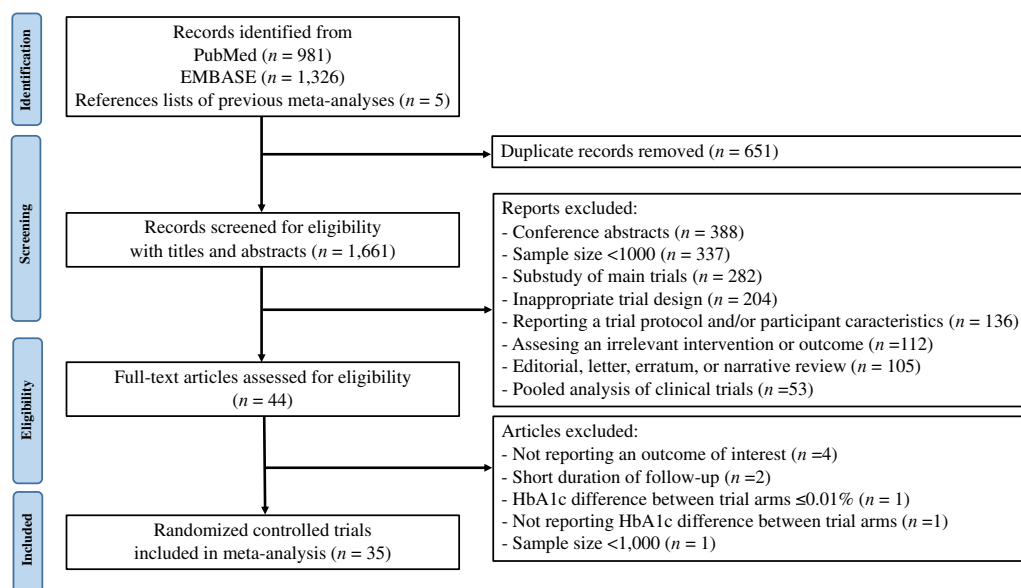 Identification
Records identified from
PubMed (n = 981)
EMBASE (n = 1,326)
References lists of previous meta-analyses (n = 5)
Duplicate records removed (n = 651)
Screening
Records screened for eligibility
with titles and abstracts (n = 1,661)
Reports excluded:
- Conference abstracts (n = 388)
- Sample size <1000 (n = 337)
- Substudy of main trials (n = 282)
- Inappropriate trial design (n = 204)
- Reporting a trial protocol and/or participant caracteristics (n = 136)
- Assesing an irrelevant intervention or outcome (n =112)
- Editorial, letter, erratum, or narrative review (n = 105)
- Pooled analysis of clinical trials (n =53)
Eligibility
Full-text articles assessed for eligibility
(n = 44)
Articles excluded:
- Not reporting an outcome of interest (n =4)
- Short duration of follow-up (n =2)
- HbA1c difference between trial arms ≤0.01% (n = 1)
- Not reporting HbA1c difference between trial arms (n =1)
- Sample size <1,000 (n = 1)
Included
Randomized controlled trials
included in meta-analysis (n = 35)